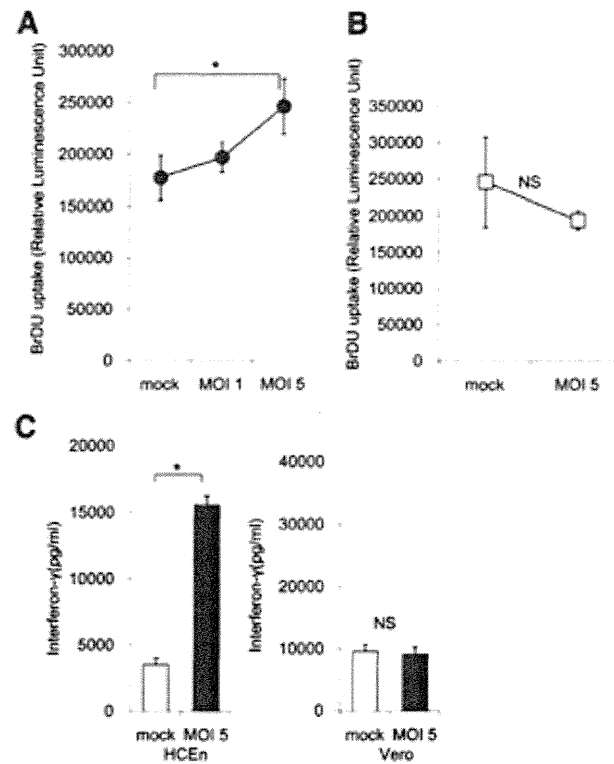 A
BrDU uptake (Relative Luminescence Unit)
300000
250000
200000
150000
100000
50000
0
*
mock MOI 1 MOI 5
B
BrDU uptake (Relative Luminescence Unit)
350000
300000
250000
200000
150000
100000
50000
0
NS
mock MOI 5
C
Interferon-γ(pg/ml)
20000
15000
10000
5000
0
*
mock MOI 5
HCEn
Interferon-γ(pg/ml)
40000
30000
20000
10000
0
NS
mock MOI 5
Vero